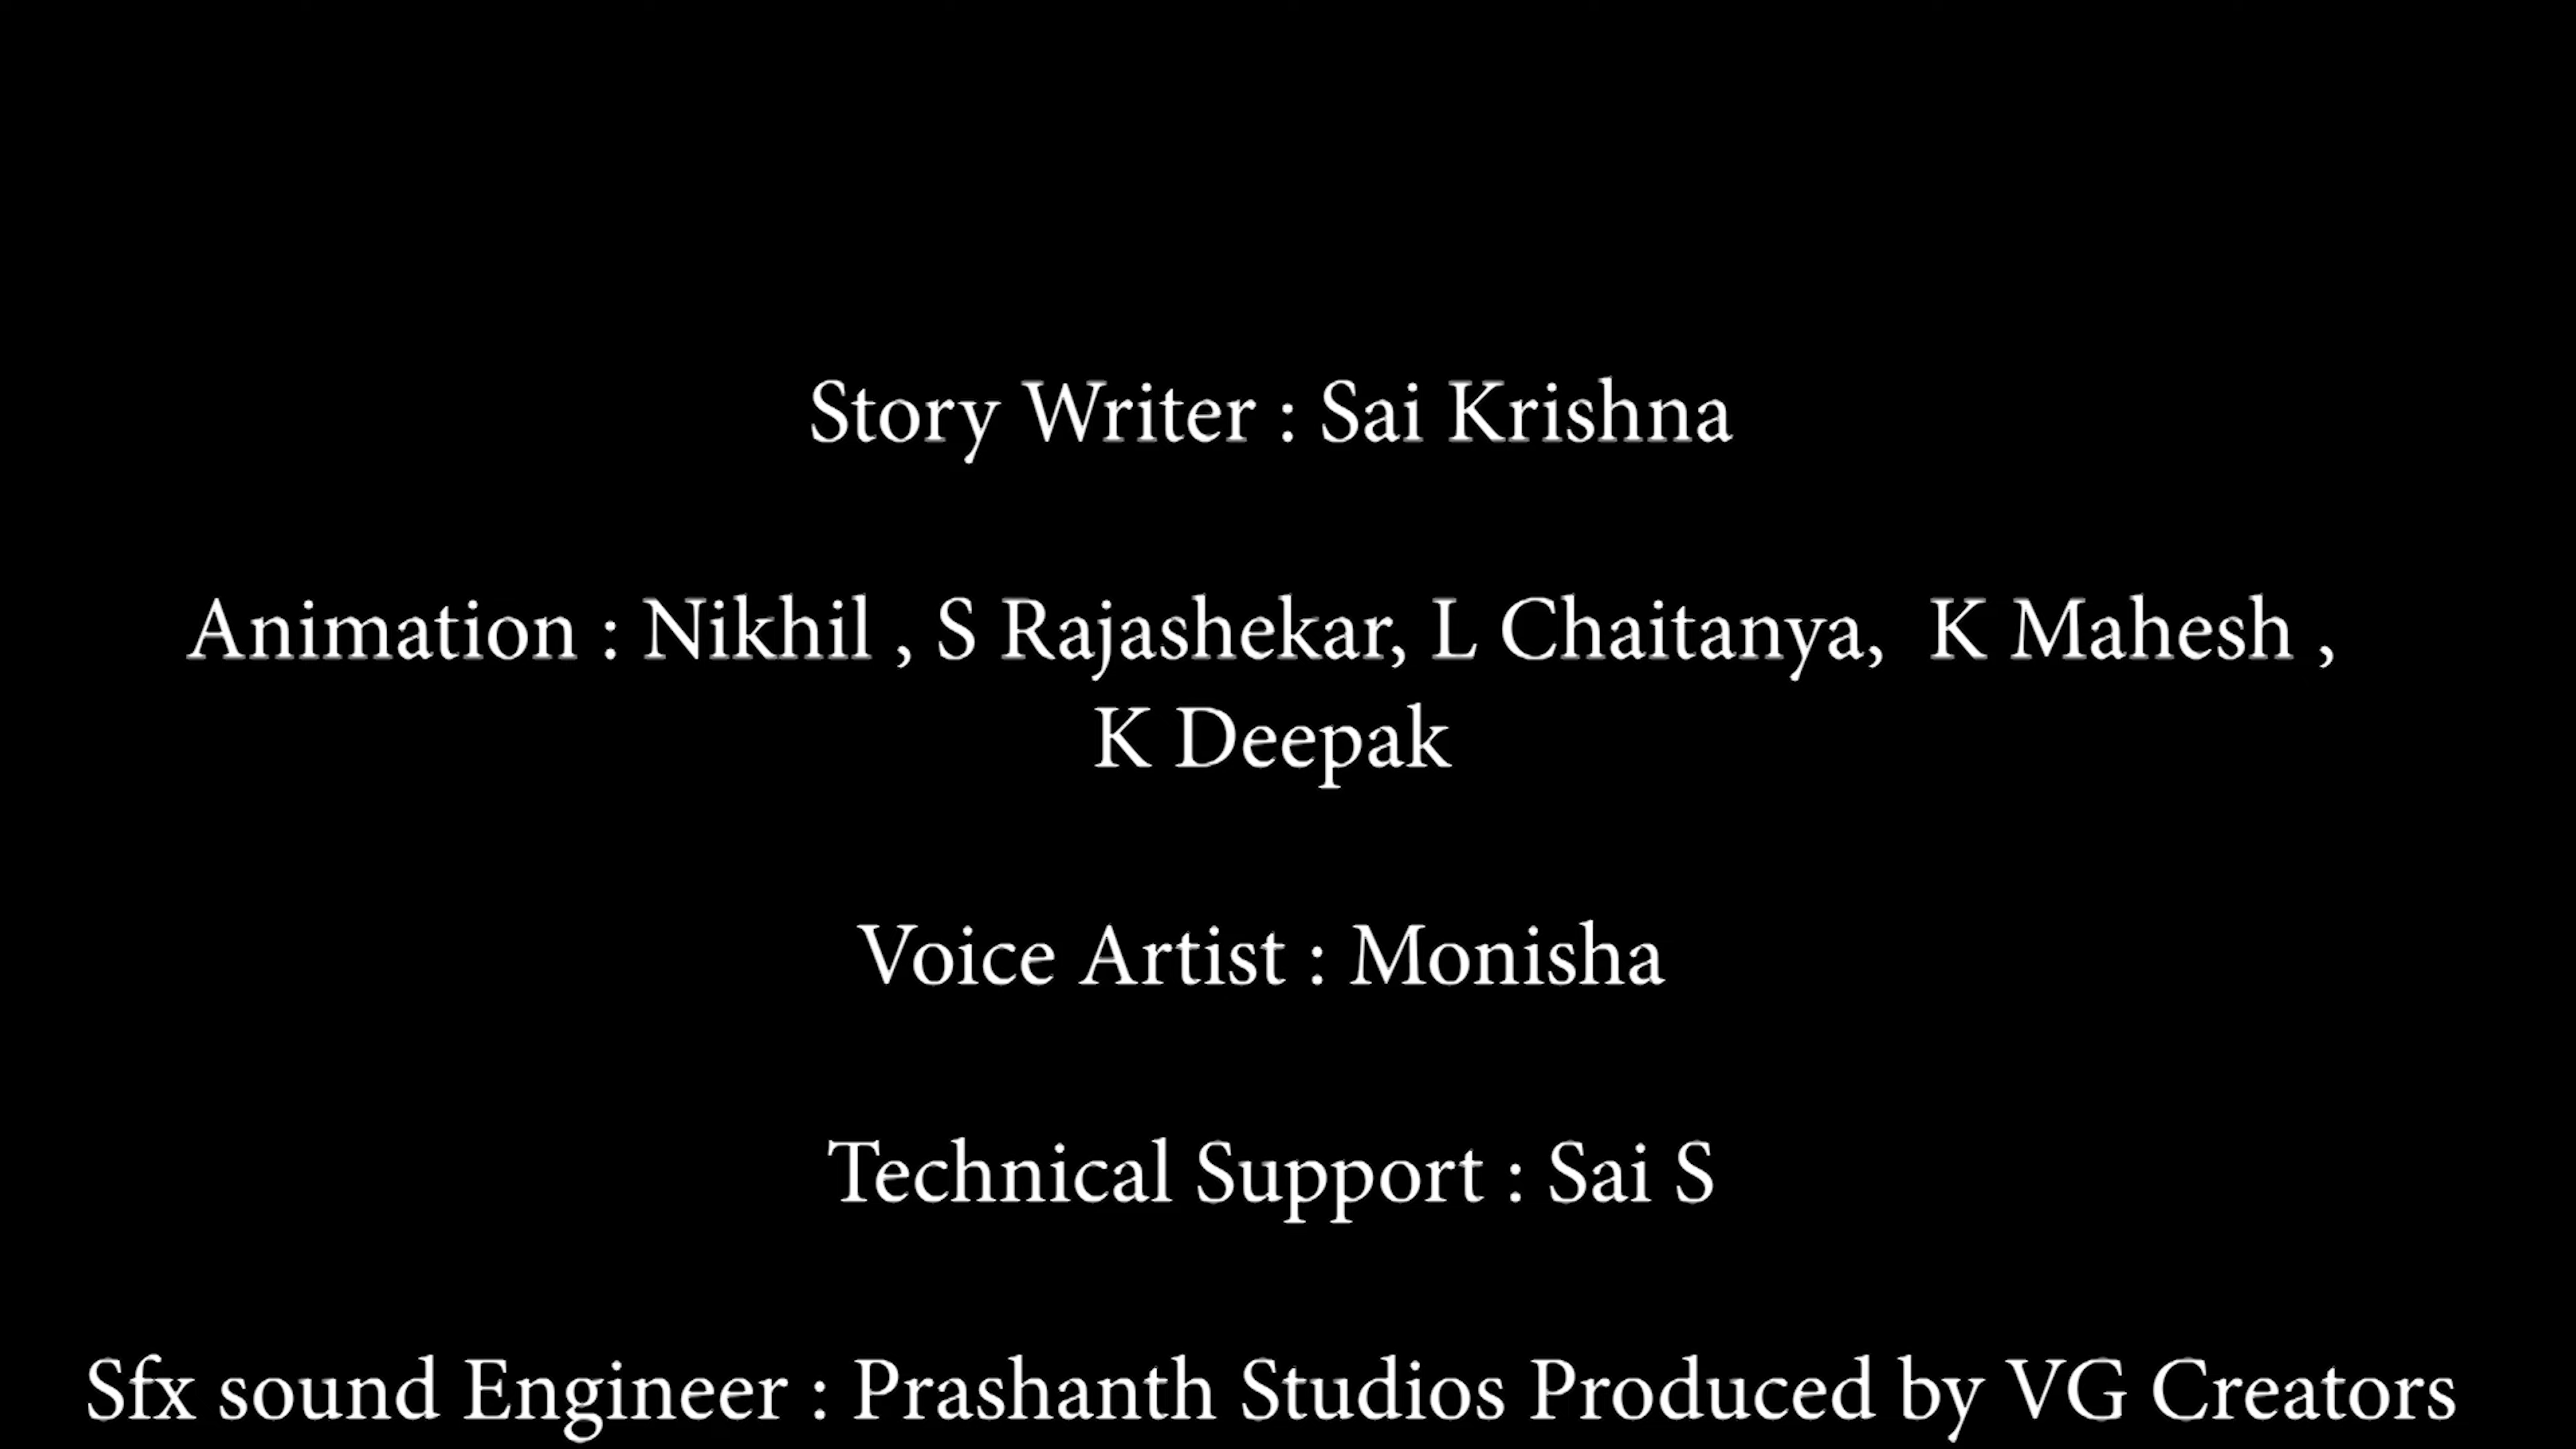 Story Writer : Sai Krishna
Animation : Nikhil , S Rajashekar, L Chaitanya,  K Mahesh ,
K Deepak
Voice Artist : Monisha
Technical Support : Sai S
Sfx sound Engineer : Prashanth Studios Produced by VG Creators